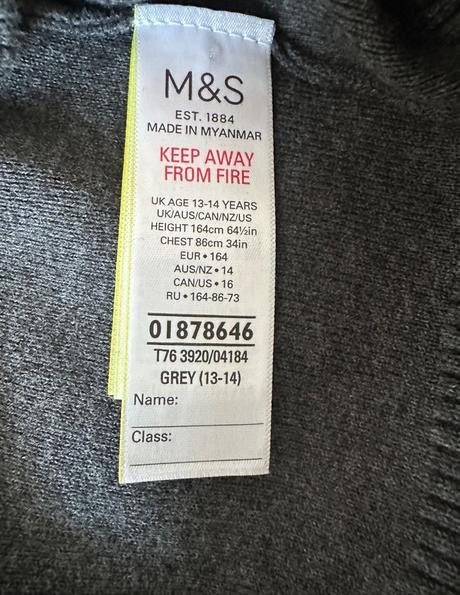 M&S
EST. 1884
MADE IN MYANMAR
KEEP AWAY
FROM FIRE
UK AGE 13-14 YEARS
UK/AUS/CAN/NZ/US
HEIGHT 164cm 64½in
CHEST 86cm 34in
EUR • 164
AUS/NZ • 14
CAN/US • 16
RU • 164-86-73
01878646
T76 3920/04184
GREY (13-14)
Name:
Class: